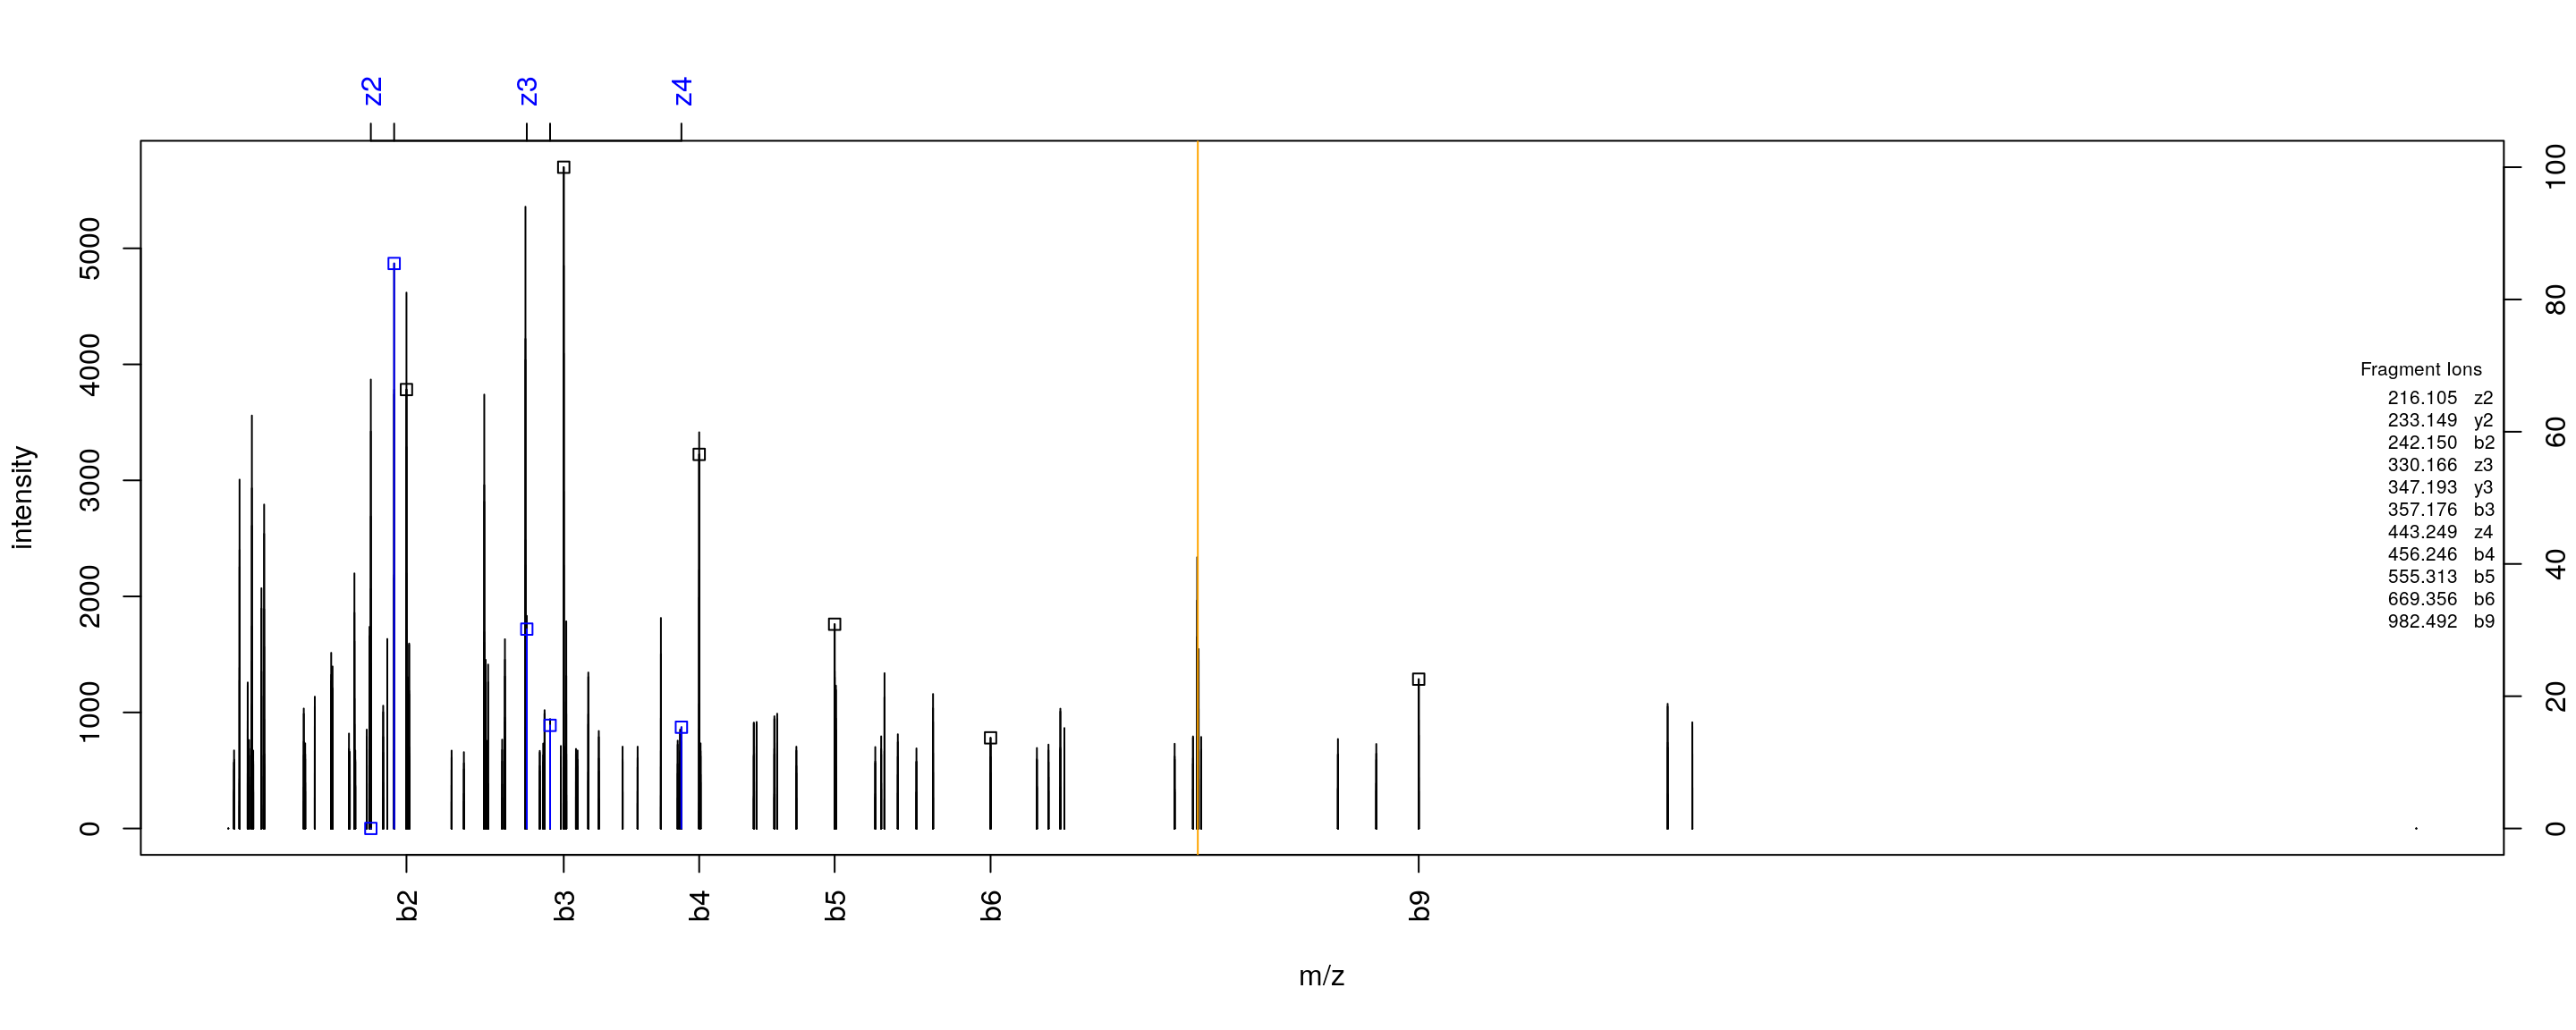 z2 z3 z4
intensity
0 1000 2000 3000 4000 5000
0 20 40 60 80 100
Fragment Ions
216.105 z2
233.149 y2
242.150 b2
330.166 z3
347.193 y3
357.176 b3
443.249 z4
456.246 b4
555.313 b5
669.356 b6
982.492 b9
b2 b3 b4 b5 b6 b9
m/z